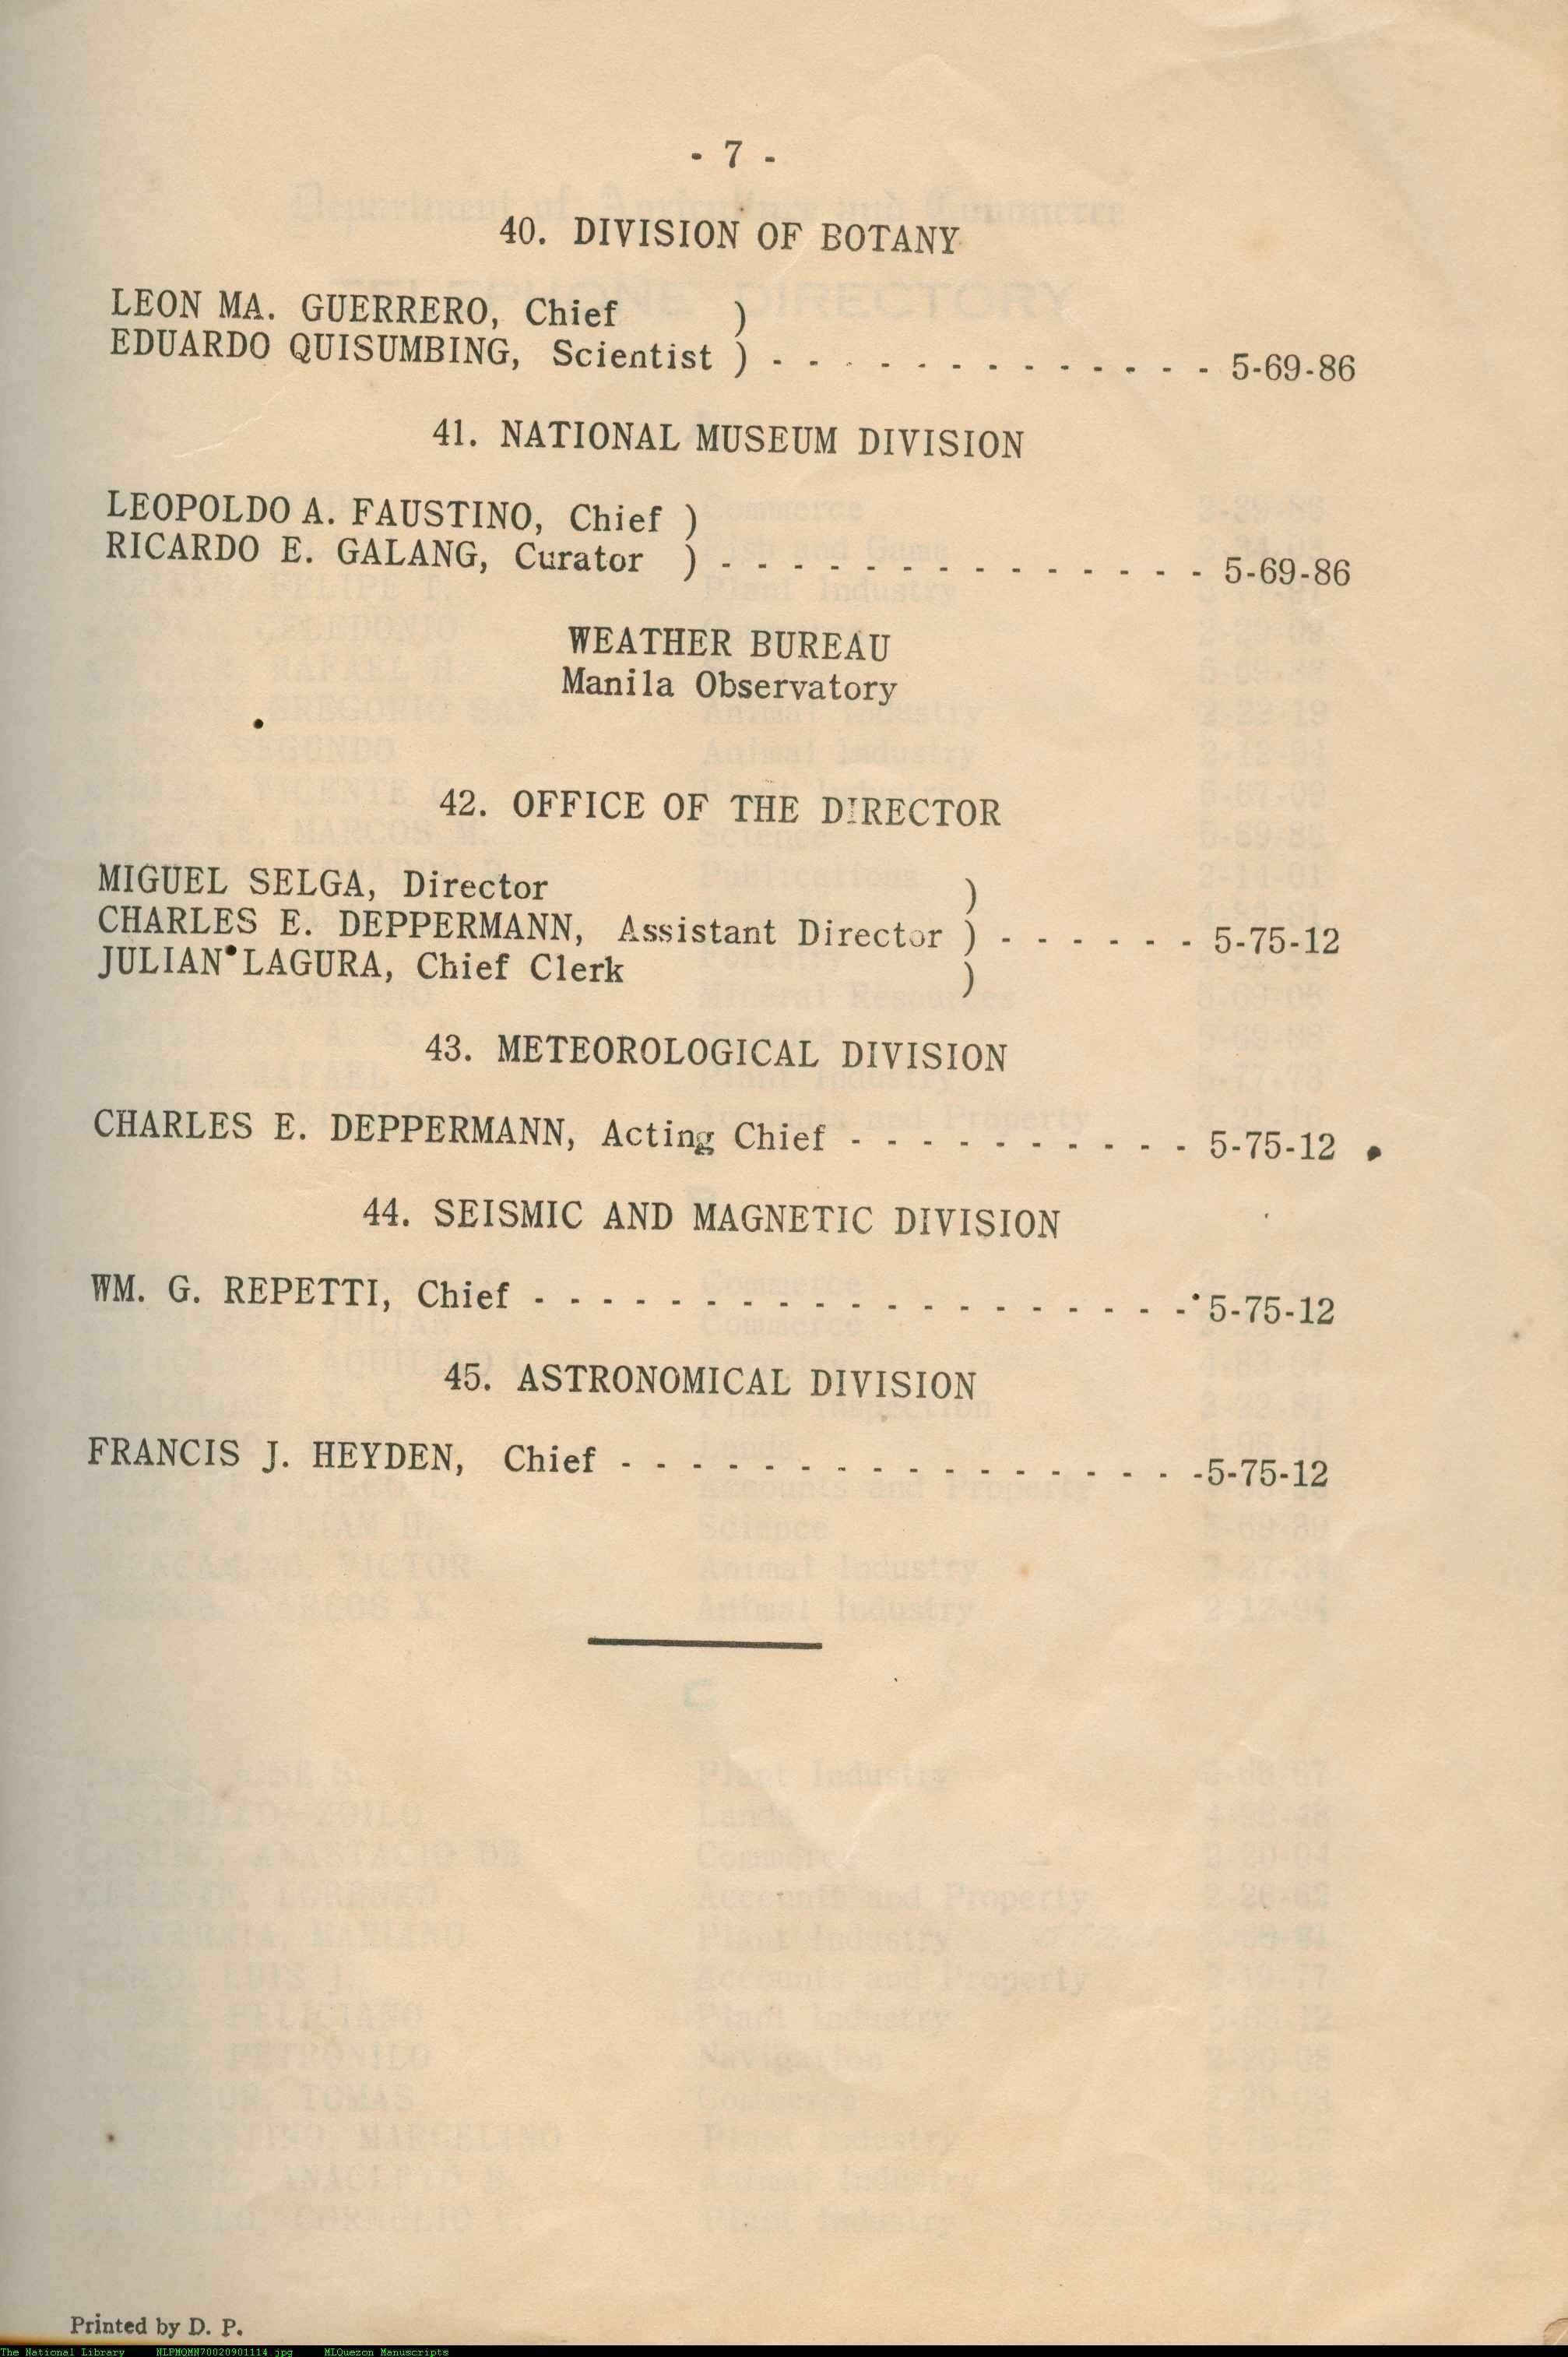 - 7 -
40. DIVISION OF BOTANY
LEON MA. GUERRERO, Chief )
EDUARDO QUISUMBING, Scientist ) - - - - - - - - - - - - - 5-69-86
41. NATIONAL MUSEUM DIVISION
LEOPOLDO A. FAUSTINO, Chief )
RICARDO E. GALANG, Curator ) - - - - - - - - - - - - - - 5-69-86
WEATHER BUREAU
Manila Observatory
42. OFFICE OF THE DIRECTOR
MIGUEL SELGA, Director )
CHARLES E. DEPPERMANN, Assistant Director ) - - - - - - 5-75-12
JULIAN LAGURA, Chief Clerk )
43. METEOROLOGICAL DIVISION
CHARLES E. DEPPERMANN, Acting Chief - - - - - - - - - - 5-75-12
44. SEISMIC AND MAGNETIC DIVISION
WM. G. REPETTI, Chief - - - - - - - - - - - - - - - - - - - 5-75-12
45. ASTRONOMICAL DIVISION
FRANCIS J. HEYDEN, Chief - - - - - - - - - - - - - - - - -5-75-12
Printed by D. P.
The National Library NLPMQMN70020901114.jpg MLQuezon Manuscripts